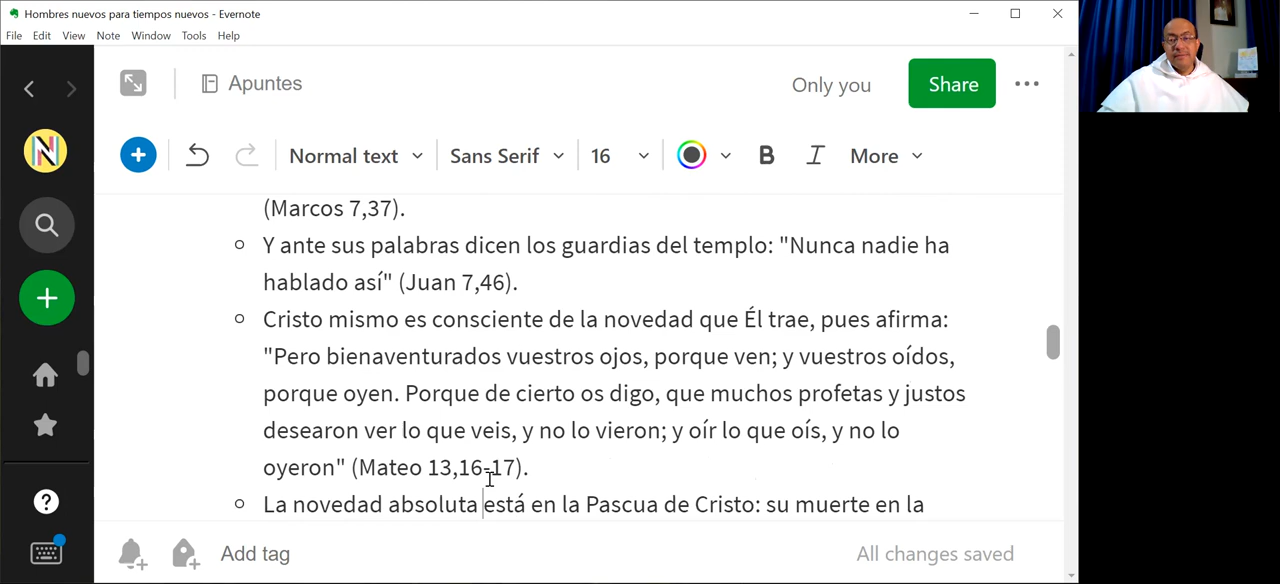 Hombres nuevos para tiempos nuevos - Evernote
File Edit View Note Window Tools Help
Apuntes
Only you
Share
Normal text
Sans Serif
16
B
I
More
(Marcos 7,37).
Y ante sus palabras dicen los guardias del templo: "Nunca nadie ha
hablado así" (Juan 7,46).
Cristo mismo es consciente de la novedad que Él trae, pues afirma:
"Pero bienaventurados vuestros ojos, porque ven; y vuestros oídos,
porque oyen. Porque de cierto os digo, que muchos profetas y justos
desearon ver lo que veis, y no lo vieron; y oír lo que oís, y no lo
oyeron" (Mateo 13,16-17).
La novedad absoluta está en la Pascua de Cristo: su muerte en la
Add tag
All changes saved